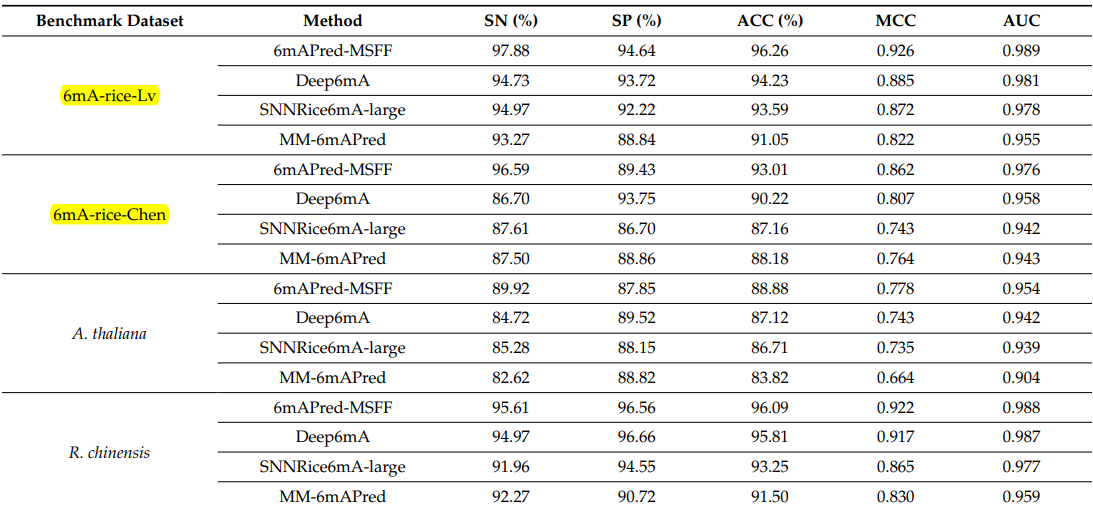 Benchmark Dataset Method SN (%) SP (%) ACC (%) MCC AUC
6mA-rice-Lv
6mAPred-MSFF 97.88 94.64 96.26 0.926 0.989
Deep6mA 94.73 93.72 94.23 0.885 0.981
SNNRice6mA-large 94.97 92.22 93.59 0.872 0.978
MM-6mAPred 93.27 88.84 91.05 0.822 0.955
6mA-rice-Chen
6mAPred-MSFF 96.59 89.43 93.01 0.862 0.976
Deep6mA 86.70 93.75 90.22 0.807 0.958
SNNRice6mA-large 87.61 86.70 87.16 0.743 0.942
MM-6mAPred 87.50 88.86 88.18 0.764 0.943
A. thaliana
6mAPred-MSFF 89.92 87.85 88.88 0.778 0.954
Deep6mA 84.72 89.52 87.12 0.743 0.942
SNNRice6mA-large 85.28 88.15 86.71 0.735 0.939
MM-6mAPred 82.62 88.82 83.82 0.664 0.904
R. chinensis
6mAPred-MSFF 95.61 96.56 96.09 0.922 0.988
Deep6mA 94.97 96.66 95.81 0.917 0.987
SNNRice6mA-large 91.96 94.55 93.25 0.865 0.977
MM-6mAPred 92.27 90.72 91.50 0.830 0.959